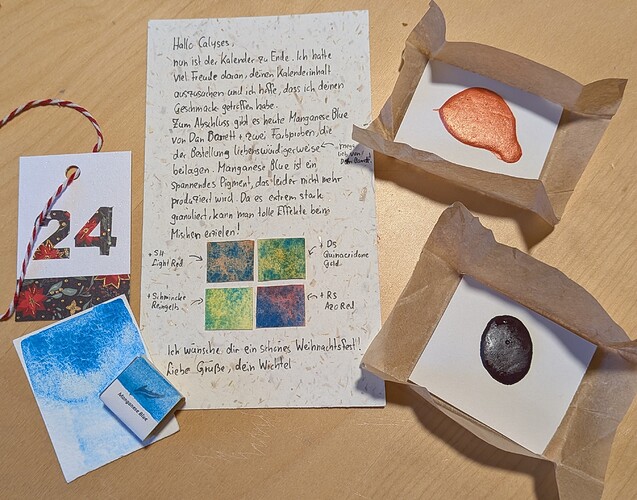 24
Hallo Calyses,
nun ist der Kalender zu Ende. Ich hatte
viel Freude daran, deinen Kalenderinhalt
auszusuchen und ich hoffe, dass ich deinen
Geschmack getroffen habe.
Zum Abschluss gibt es heute Manganese Blue
von Dan Barrett + zwei Farbproben, die
der Bestellung liebenswürdigerweise
beilagen. Manganese Blue ist ein
spannendes Pigment, das leider nicht mehr
produziert wird. Da es extrem stark
granuliert, kann man tolle Effekte beim
Mischen erzielen!
+ SH
Light Red
+ DS
Quinacridone
Gold
+ Schmincke
Reingelb
+ RS
Azo Red
Ich wünsche dir ein schönes Weihnachtsfest!
Liebe Grüße, dein Wichtel
Manganese Blue